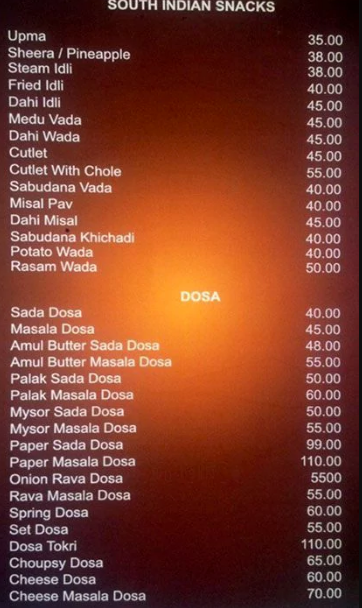 SOUTH INDIAN SNACKS
Upma 35.00
Sheera / Pineapple 38.00
Steam Idli 38.00
Fried Idli 40.00
Dahi Idli 45.00
Medu Vada 45.00
Dahi Wada 45.00
Cutlet 45.00
Cutlet With Chole 55.00
Sabudana Vada 40.00
Misal Pav 40.00
Dahi Misal 45.00
Sabudana Khichadi 40.00
Potato Wada 40.00
Rasam Wada 50.00
DOSA
Sada Dosa 40.00
Masala Dosa 45.00
Amul Butter Sada Dosa 48.00
Amul Butter Masala Dosa 55.00
Palak Sada Dosa 50.00
Palak Masala Dosa 60.00
Mysor Sada Dosa 50.00
Mysor Masala Dosa 55.00
Paper Sada Dosa 99.00
Paper Masala Dosa 110.00
Onion Rava Dosa 5500
Rava Masala Dosa 55.00
Spring Dosa 60.00
Set Dosa 55.00
Dosa Tokri 110.00
Choupsy Dosa 65.00
Cheese Dosa 60.00
Cheese Masala Dosa 70.00